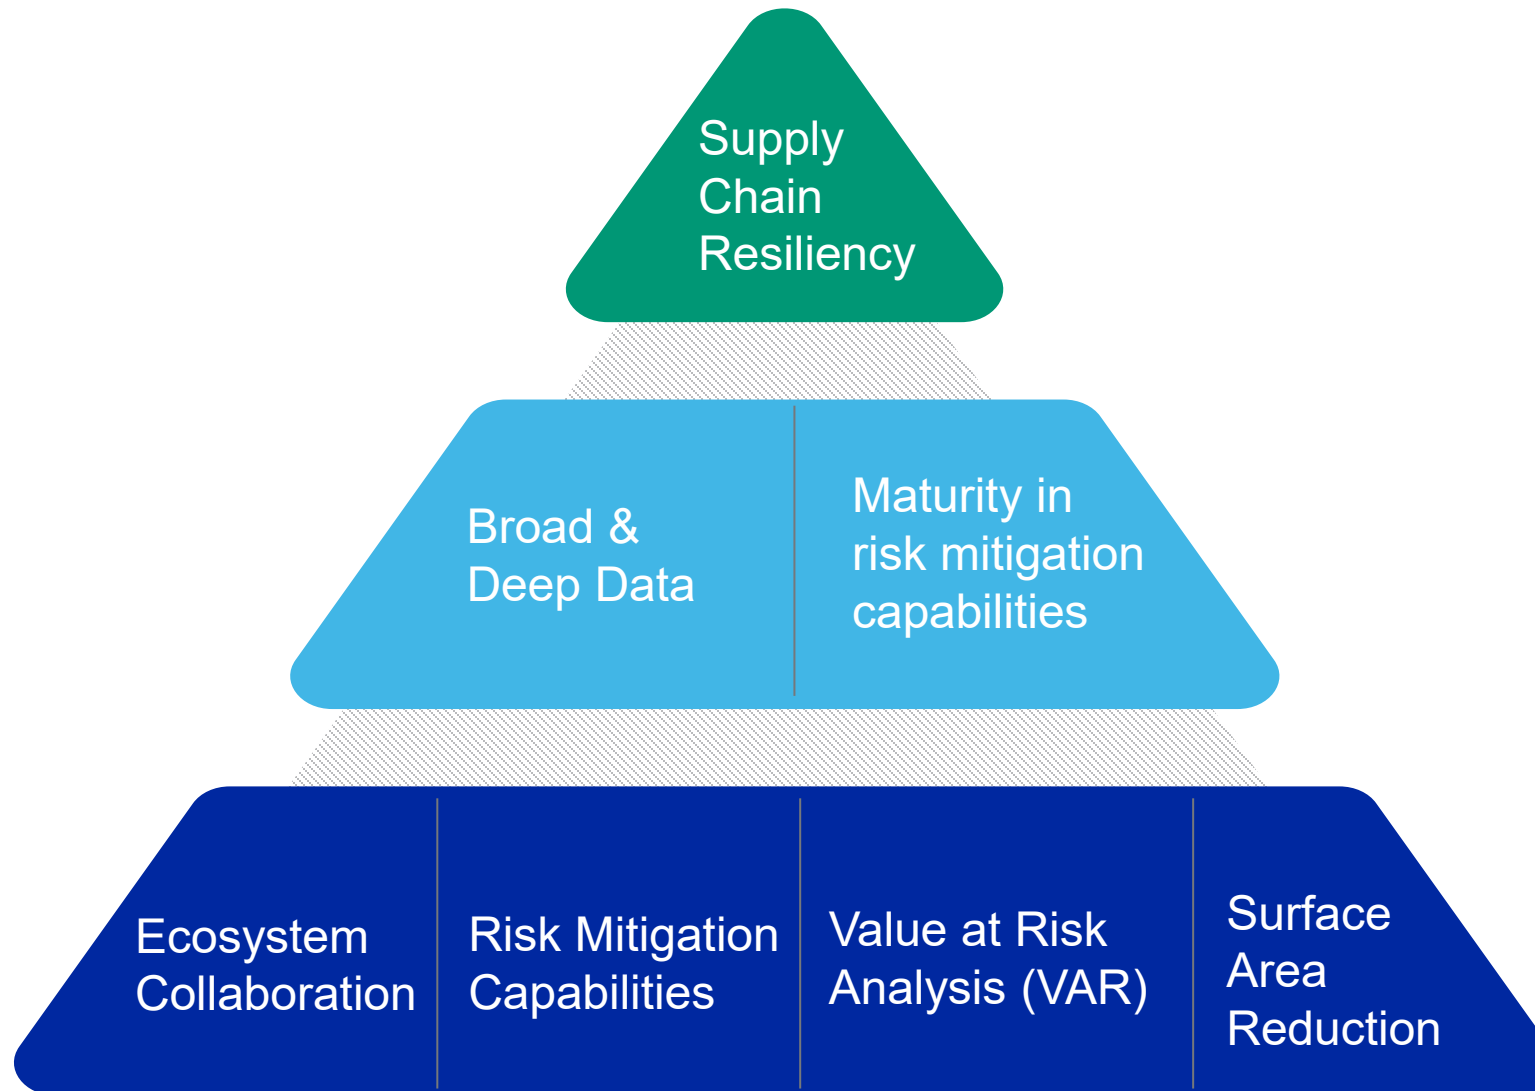 Supply
Chain
Resiliency
Broad &
Deep Data
Maturity in
risk mitigation
capabilities
Ecosystem
Collaboration
Risk Mitigation
Capabilities
Value at Risk
Analysis (VAR)
Surface
Area
Reduction